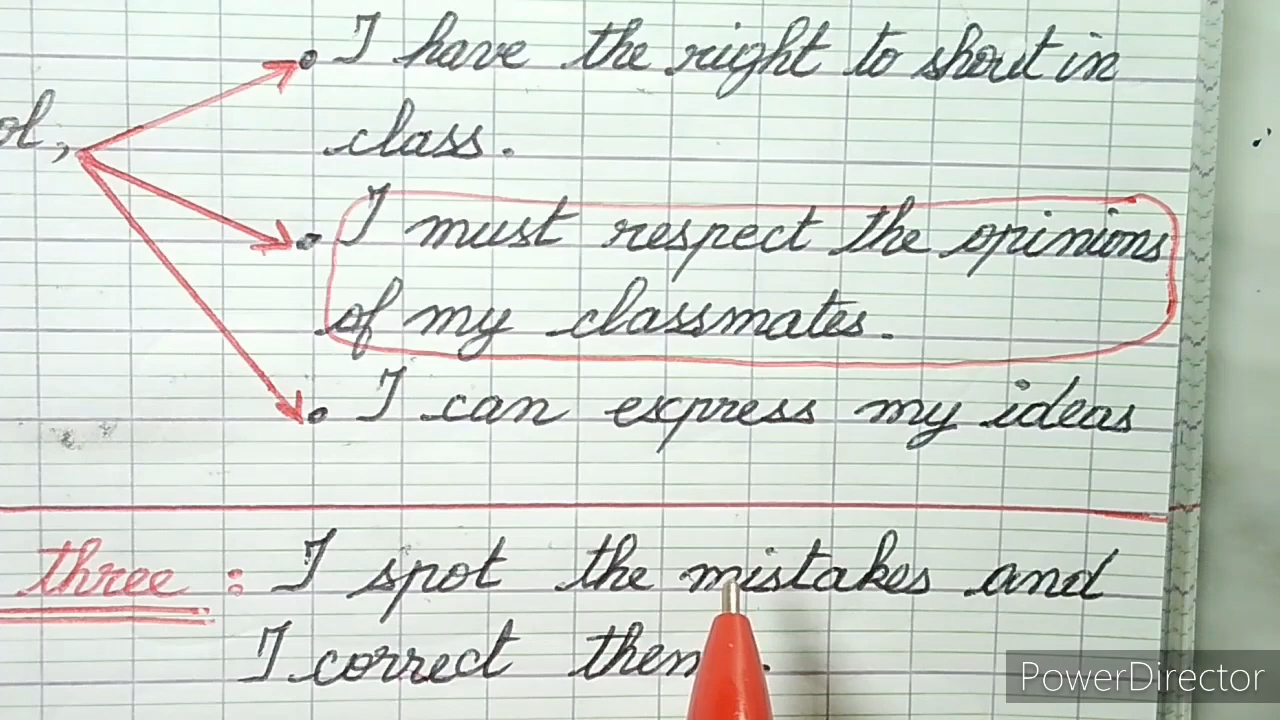 I have the right to shout in
ol,
class.
I must respect the opinions
of my classmates.
I can express my ideas
three : I spot the mistakes and
I correct them.
PowerDirector